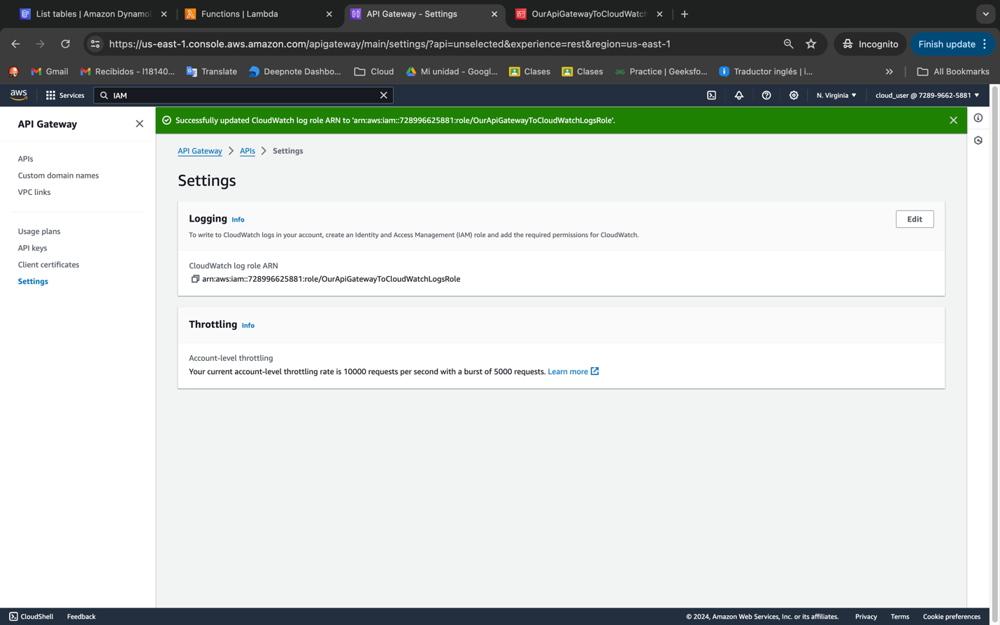 List tables | Amazon Dynamo
Functions | Lambda
API Gateway - Settings
OurApiGatewayToCloudWatch
https://us-east-1.console.aws.amazon.com/apigateway/main/settings/?api=unselected&experience=rest&region=us-east-1
Incognito
Finish update
Gmail
Recibidos - l18140...
Translate
Deepnote Dashbo...
Cloud
Mi unidad - Googl...
Clases
Clases
Practice | Geeksfo...
Traductor inglés | i...
All Bookmarks
aws
Services
IAM
N. Virginia
cloud_user @ 7289-9662-5881
API Gateway
Successfully updated CloudWatch log role ARN to 'arn:aws:iam::728996625881:role/OurApiGatewayToCloudWatchLogsRole'.
APIs
Custom domain names
VPC links
Usage plans
API keys
Client certificates
Settings
API Gateway > APIs > Settings
Settings
Logging Info
Edit
To write to CloudWatch logs in your account, create an Identity and Access Management (IAM) role and add the required permissions for CloudWatch.
CloudWatch log role ARN
arn:aws:iam::728996625881:role/OurApiGatewayToCloudWatchLogsRole
Throttling Info
Account-level throttling
Your current account-level throttling rate is 10000 requests per second with a burst of 5000 requests. Learn more
CloudShell
Feedback
© 2024, Amazon Web Services, Inc. or its affiliates.
Privacy
Terms
Cookie preferences